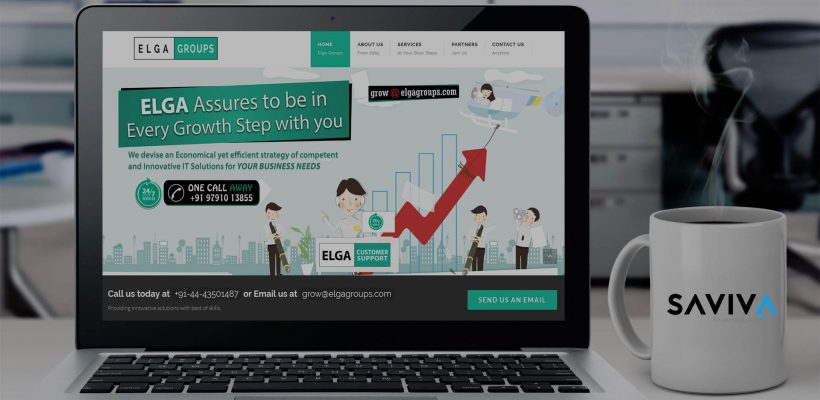 ELGA GROUPS
HOME
Elga Groups
ABOUT US
From 2009
SERVICES
At Your Door Steps
PARTNERS
Join Us
CONTACT US
Anytime
grow@elgagroups.com
ELGA Assures to be in
Every Growth Step with you
We devise an Economical yet efficient strategy of competent
and Innovative IT Solutions for YOUR BUSINESS NEEDS
24/7
ONE CALL AWAY
+91 97910 13855
ELGA CUSTOMER SUPPORT
Call us today at +91-44-43501487 or Email us at grow@elgagroups.com
SEND US AN EMAIL
Providing innovative solutions with best of skills
SAVIVA